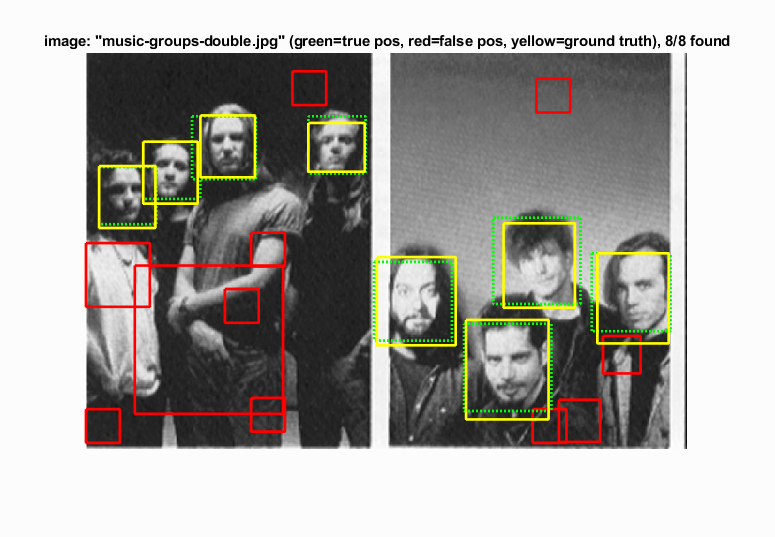 image: "music-groups-double.jpg" (green=true pos, red=false pos, yellow=ground truth), 8/8 found